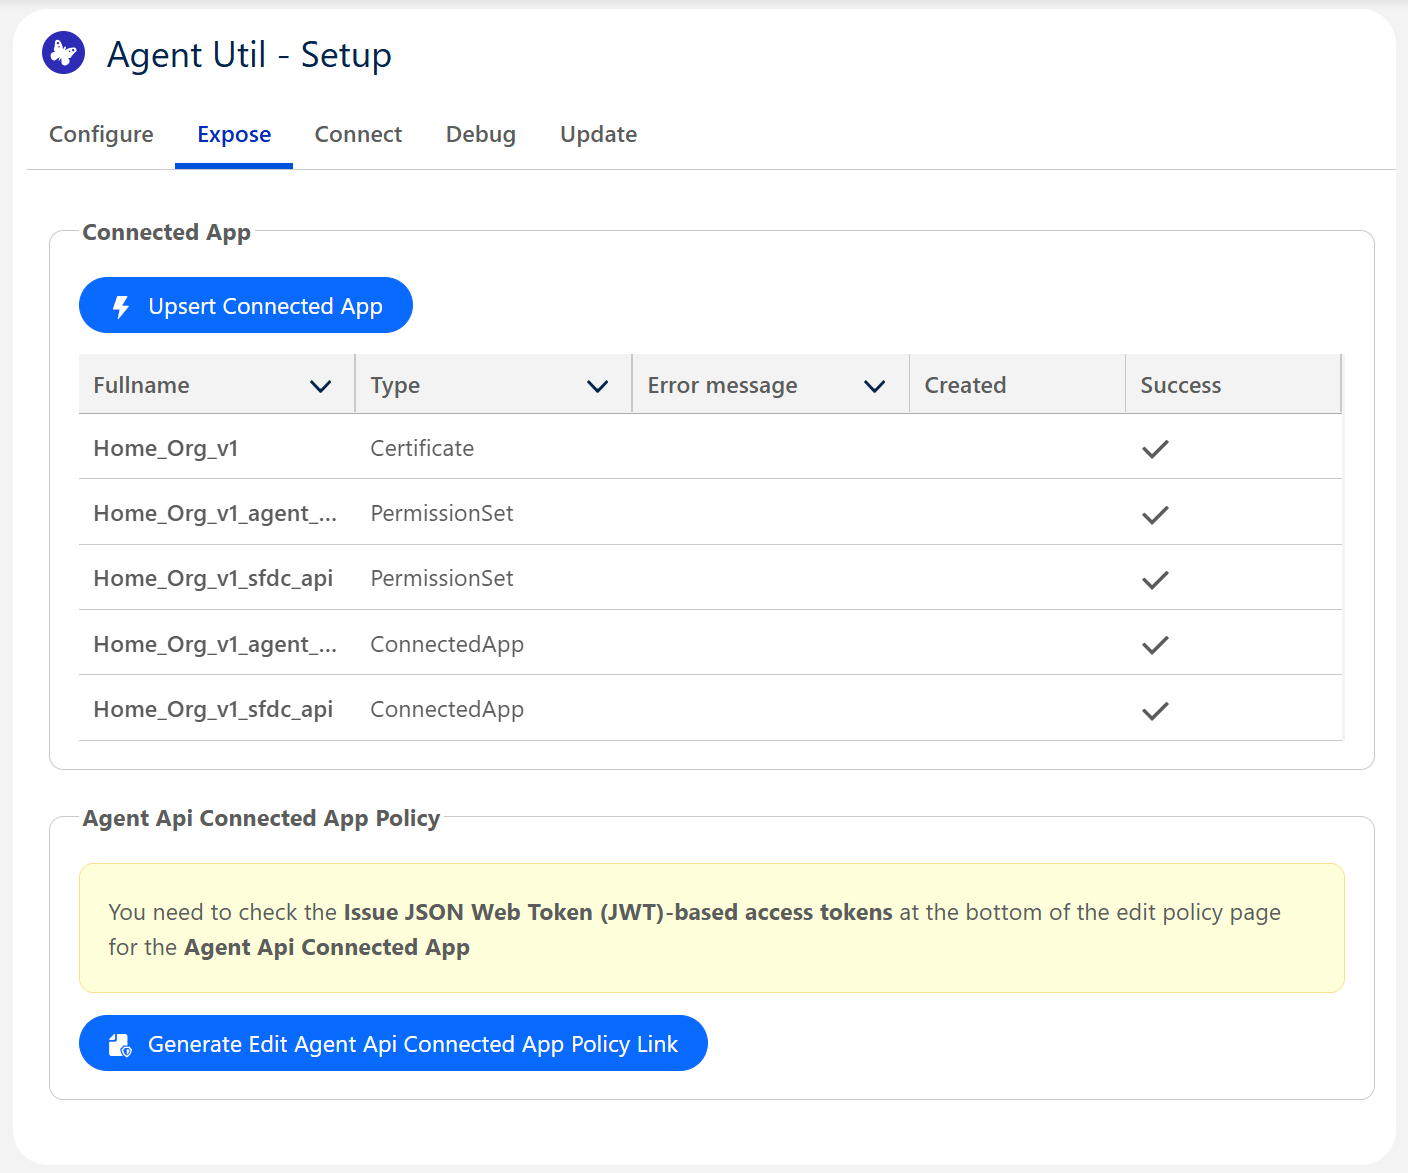 Agent Util - Setup
Configure Expose Connect Debug Update
Connected App
Upsert Connected App
Fullname Type Error message Created Success
Home_Org_v1 Certificate
Home_Org_v1_agent_... PermissionSet
Home_Org_v1_sfdc_api PermissionSet
Home_Org_v1_agent_... ConnectedApp
Home_Org_v1_sfdc_api ConnectedApp
Agent Api Connected App Policy
You need to check the Issue JSON Web Token (JWT)-based access tokens at the bottom of the edit policy page
for the Agent Api Connected App
Generate Edit Agent Api Connected App Policy Link